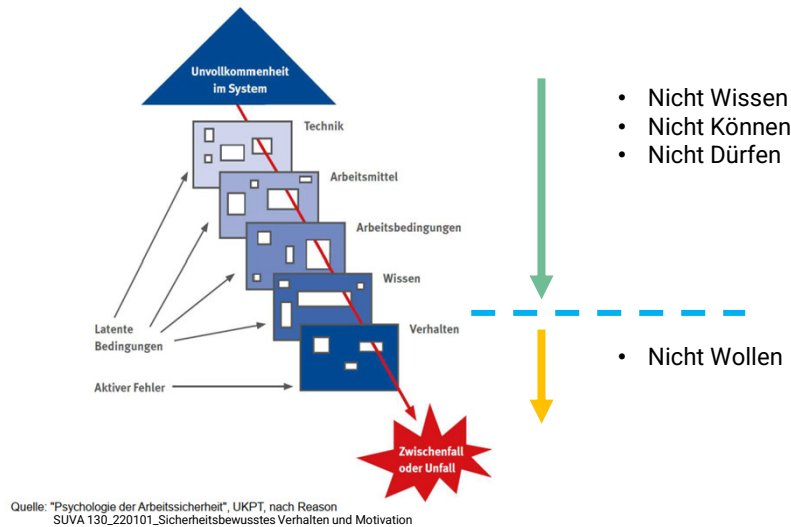 Unvollkommenheit
im System
Technik
Arbeitsmittel
Arbeitsbedingungen
Wissen
Verhalten
Latente
Bedingungen
Aktiver Fehler
Zwischenfall
oder Unfall
• Nicht Wissen
• Nicht Können
• Nicht Dürfen
• Nicht Wollen
Quelle: "Psychologie der Arbeitssicherheit", UKPT, nach Reason
SUVA 130_220101_Sicherheitsbewusstes Verhalten und Motivation